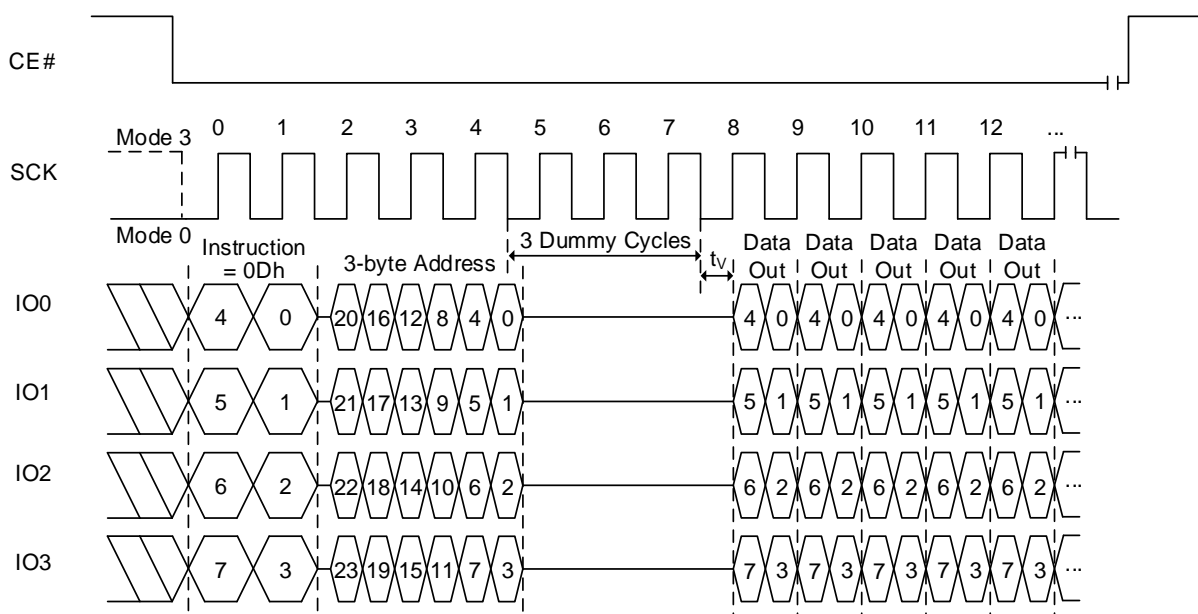 CE#
0 1 2 3 4 5 6 7 8 9 10 11 12 ...
Mode 3
SCK
Mode 0
Instruction
= 0Dh
3-byte Address
3 Dummy Cycles
tV
Data
Out
Data
Out
Data
Out
Data
Out
Data
Out
IO0 4 0 20 16 12 8 4 0 4 0 4 0 4 0 4 0 4 0 ...
IO1 5 1 21 17 13 9 5 1 5 1 5 1 5 1 5 1 5 1 ...
IO2 6 2 22 18 14 10 6 2 6 2 6 2 6 2 6 2 6 2 ...
IO3 7 3 23 19 15 11 7 3 7 3 7 3 7 3 7 3 7 3 ...